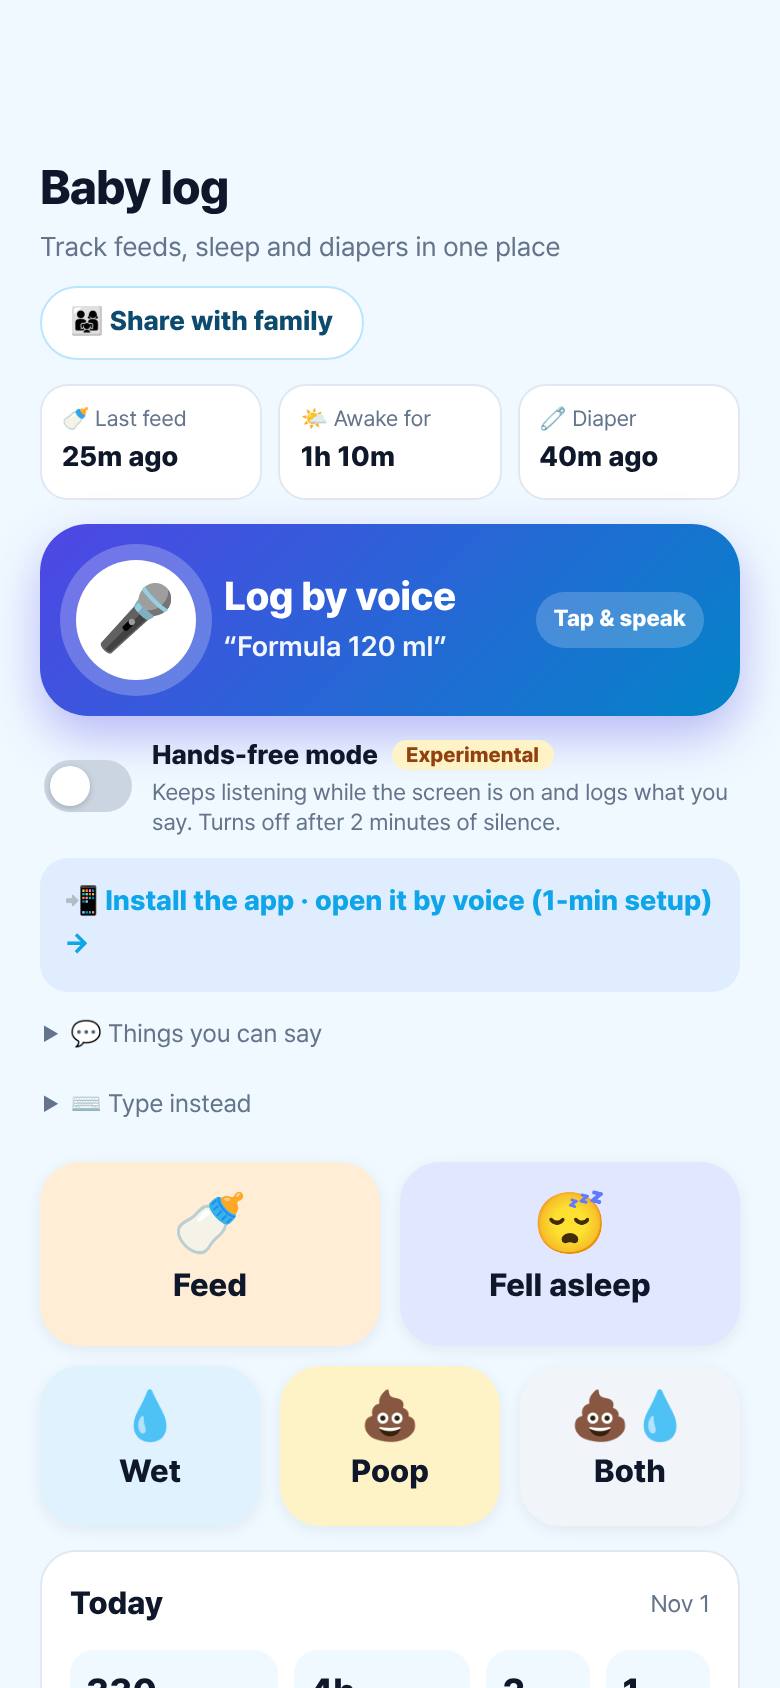 Baby log
Track feeds, sleep and diapers in one place
Share with family
Last feed
25m ago
Awake for
1h 10m
Diaper
40m ago
Log by voice
“Formula 120 ml”
Tap & speak
Hands-free mode Experimental
Keeps listening while the screen is on and logs what you
say. Turns off after 2 minutes of silence.
Install the app · open it by voice (1-min setup)
→
Things you can say
Type instead
Feed
Fell asleep
Wet
Poop
Both
Today
Nov 1